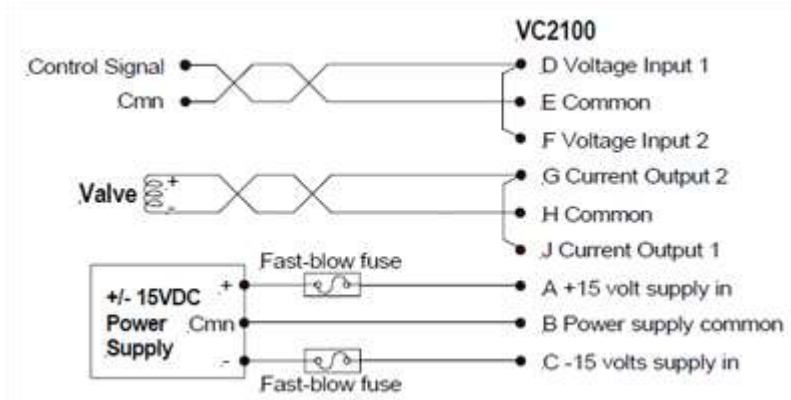 VC2100
Control Signal
Cmn
D Voltage Input 1
E Common
F Voltage Input 2
Valve
+
-
G Current Output 2
H Common
J Current Output 1
Fast-blow fuse
+/- 15VDC
Power
Supply
+
Cmn
-
A +15 volt supply in
B Power supply common
C -15 volts supply in
Fast-blow fuse